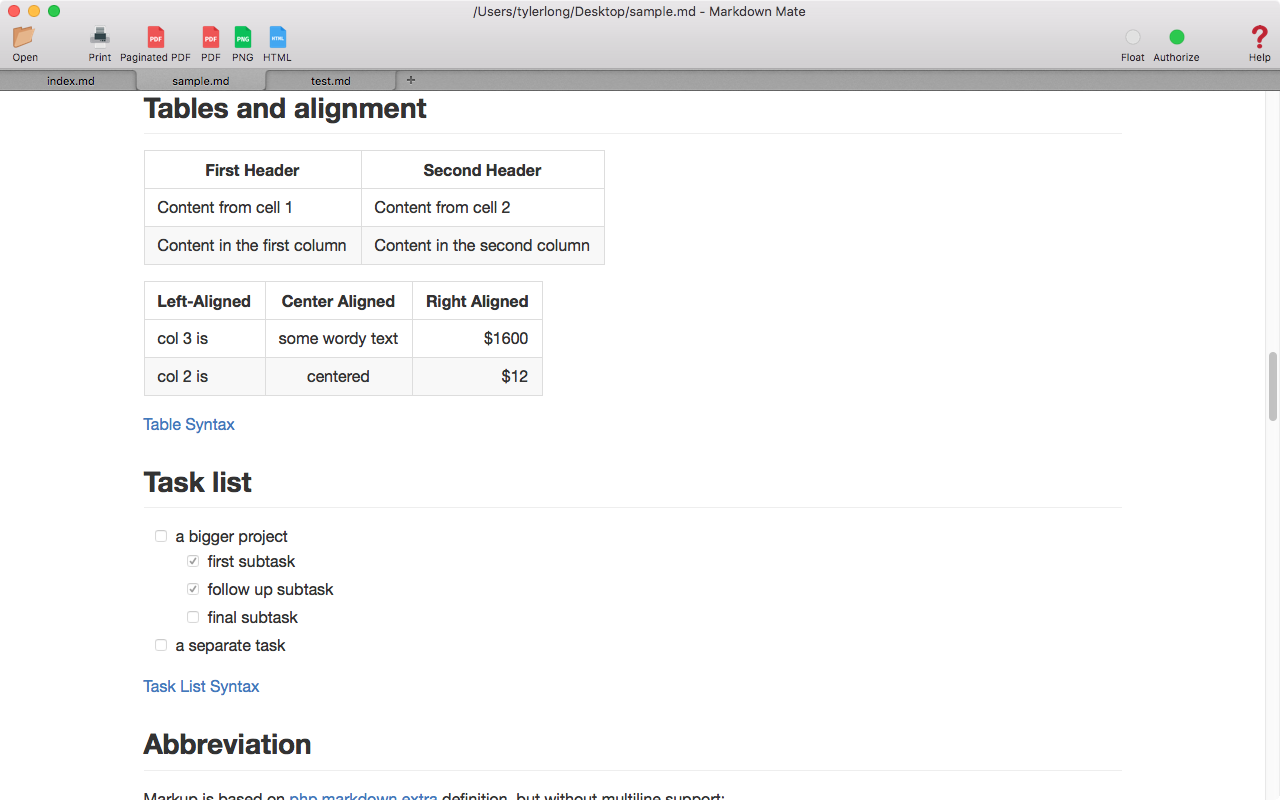 /Users/tylerlong/Desktop/sample.md - Markdown Mate
Open Print Paginated PDF PDF PNG HTML Float Authorize Help
index.md sample.md test.md +
Tables and alignment
First Header Second Header
Content from cell 1 Content from cell 2
Content in the first column Content in the second column
Left-Aligned Center Aligned Right Aligned
col 3 is some wordy text $1600
col 2 is centered $12
Table Syntax
Task list
a bigger project
first subtask
follow up subtask
final subtask
a separate task
Task List Syntax
Abbreviation
Markup is based on php markdown extra definition, but without multiline support: